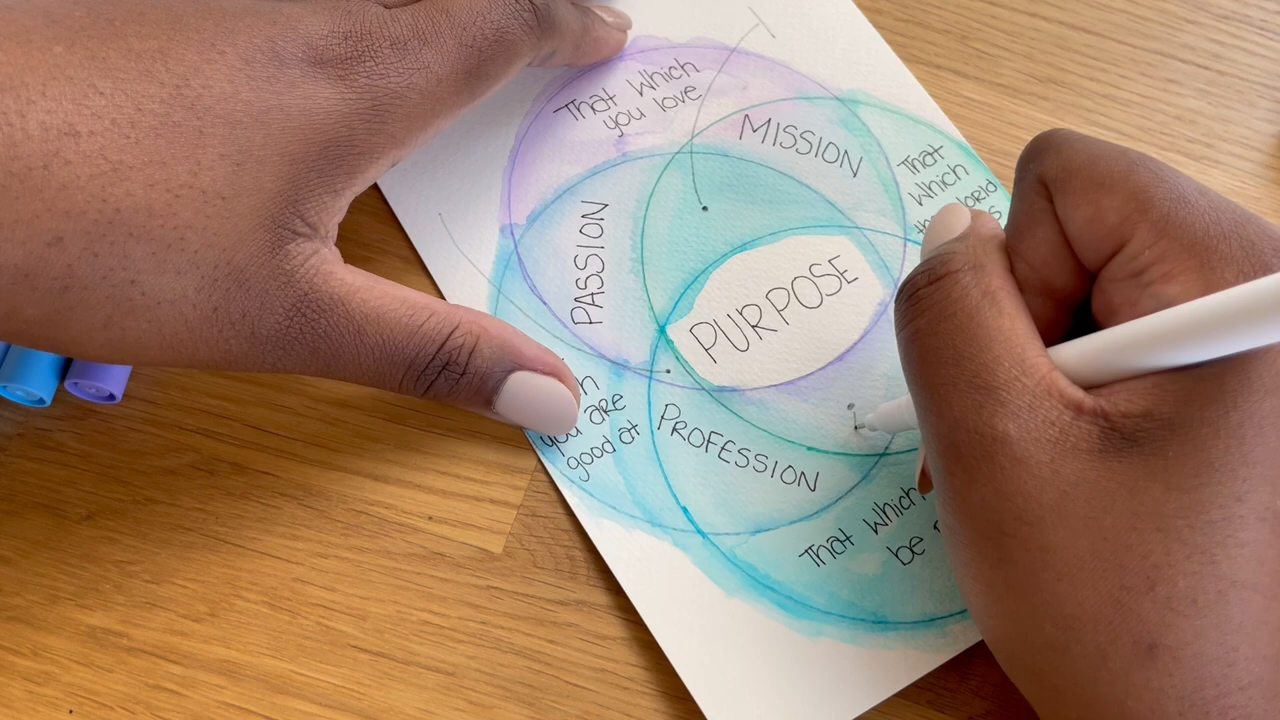 That Which
you love
MISSION
That
Which
PASSION
PURPOSE
you are
good at
PROFESSION
That Which
be